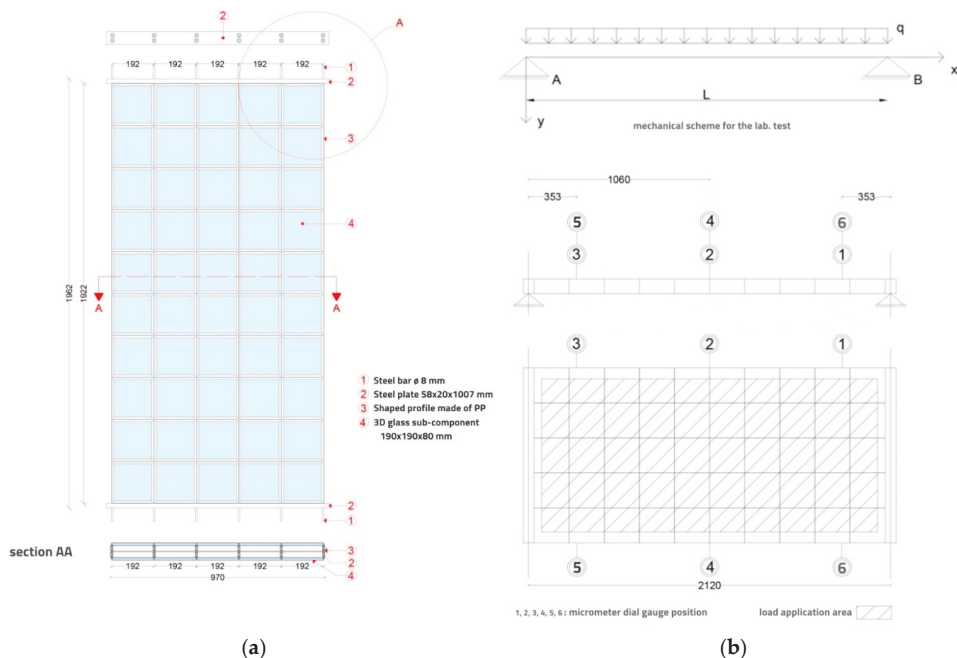 2
A
192 192 192 192 192
1
2
3
4
1962
1922
A A
1 Steel bar ø 8 mm
2 Steel plate 58x20x1007 mm
3 Shaped profile made of PP
4 3D glass sub-component
190x190x80 mm
2
1
section AA
3
2
192 192 192 192 192
4
970
(a)
q
A B x
L
y
mechanical scheme for the lab. test
1060
353 353
5 4 6
3 2 1
3 2 1
5 4 6
2120
1, 2, 3, 4, 5, 6: micrometer dial gauge position load application area
(b)